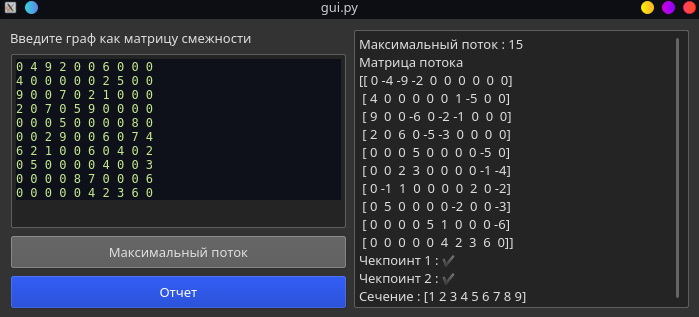 gui.py
Введите граф как матрицу смежности
0 4 9 2 0 0 6 0 0 0
4 0 0 0 0 0 2 5 0 0
9 0 0 7 0 2 1 0 0 0
2 0 7 0 5 9 0 0 0 0
0 0 0 5 0 0 0 0 8 0
0 0 2 9 0 0 6 0 7 4
6 2 1 0 0 6 0 4 0 2
0 5 0 0 0 0 4 0 0 3
0 0 0 0 8 7 0 0 0 6
0 0 0 0 0 4 2 3 6 0
Максимальный поток
Отчет
Максимальный поток : 15
Матрица потока
[[ 0 -4 -9 -2 0 0 0 0 0 0]
[ 4 0 0 0 0 0 1 -5 0 0]
[ 9 0 0 -6 0 -2 -1 0 0 0]
[ 2 0 6 0 -5 -3 0 0 0 0]
[ 0 0 0 5 0 0 0 0 -5 0]
[ 0 0 2 3 0 0 0 0 -1 -4]
[ 0 -1 1 0 0 0 0 2 0 -2]
[ 0 5 0 0 0 0 -2 0 0 -3]
[ 0 0 0 0 5 1 0 0 0 -6]
[ 0 0 0 0 0 4 2 3 6 0]]
Чекпоинт 1 : ✔
Чекпоинт 2 : ✔
Сечение : [1 2 3 4 5 6 7 8 9]